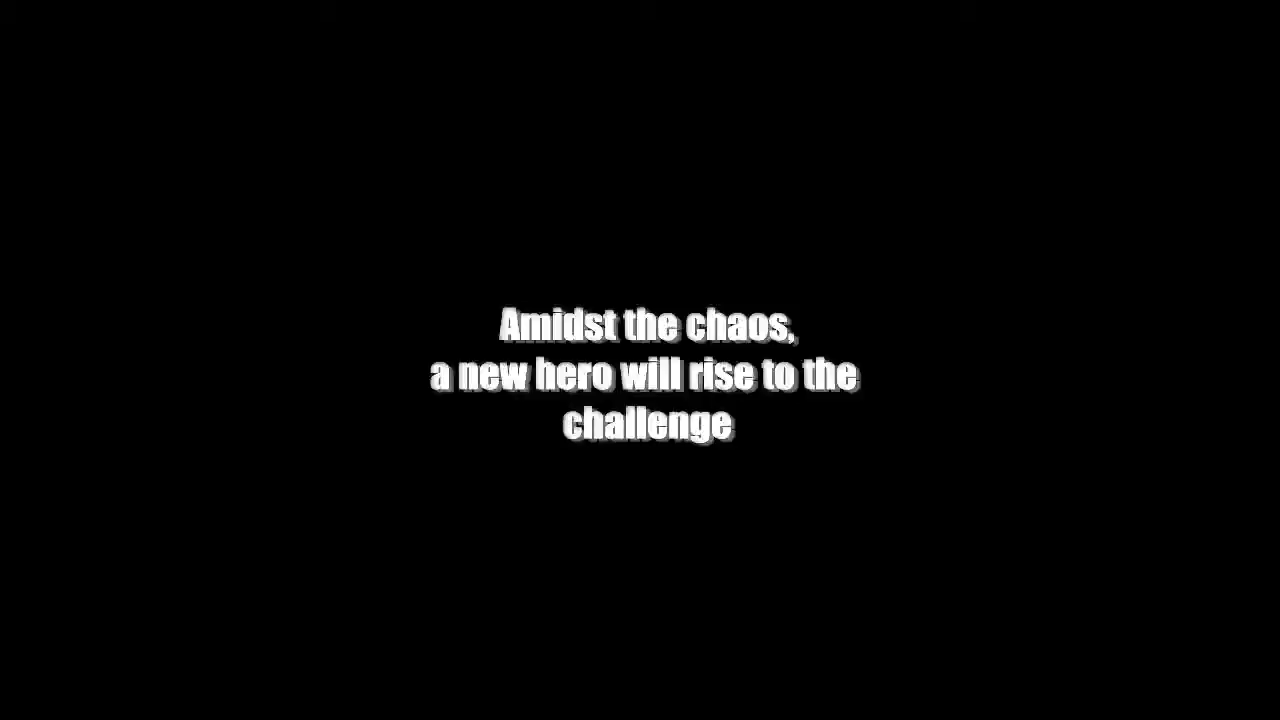 Amidst the chaos,
a new hero will rise to the
challenge